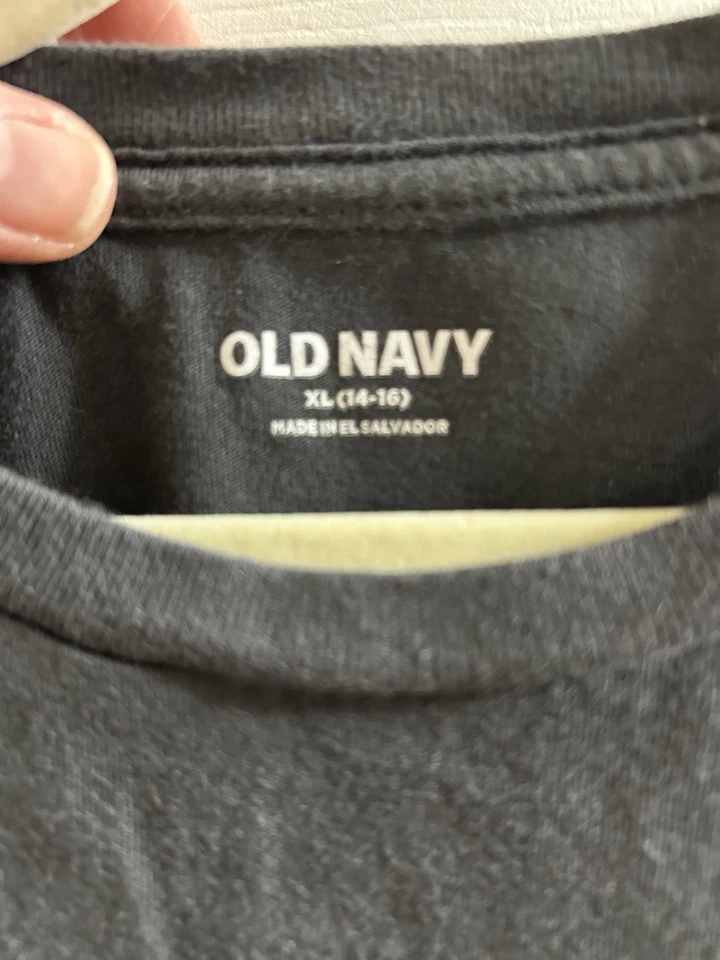 OLD NAVY
XL (14-16)
MADE IN EL SALVADOR